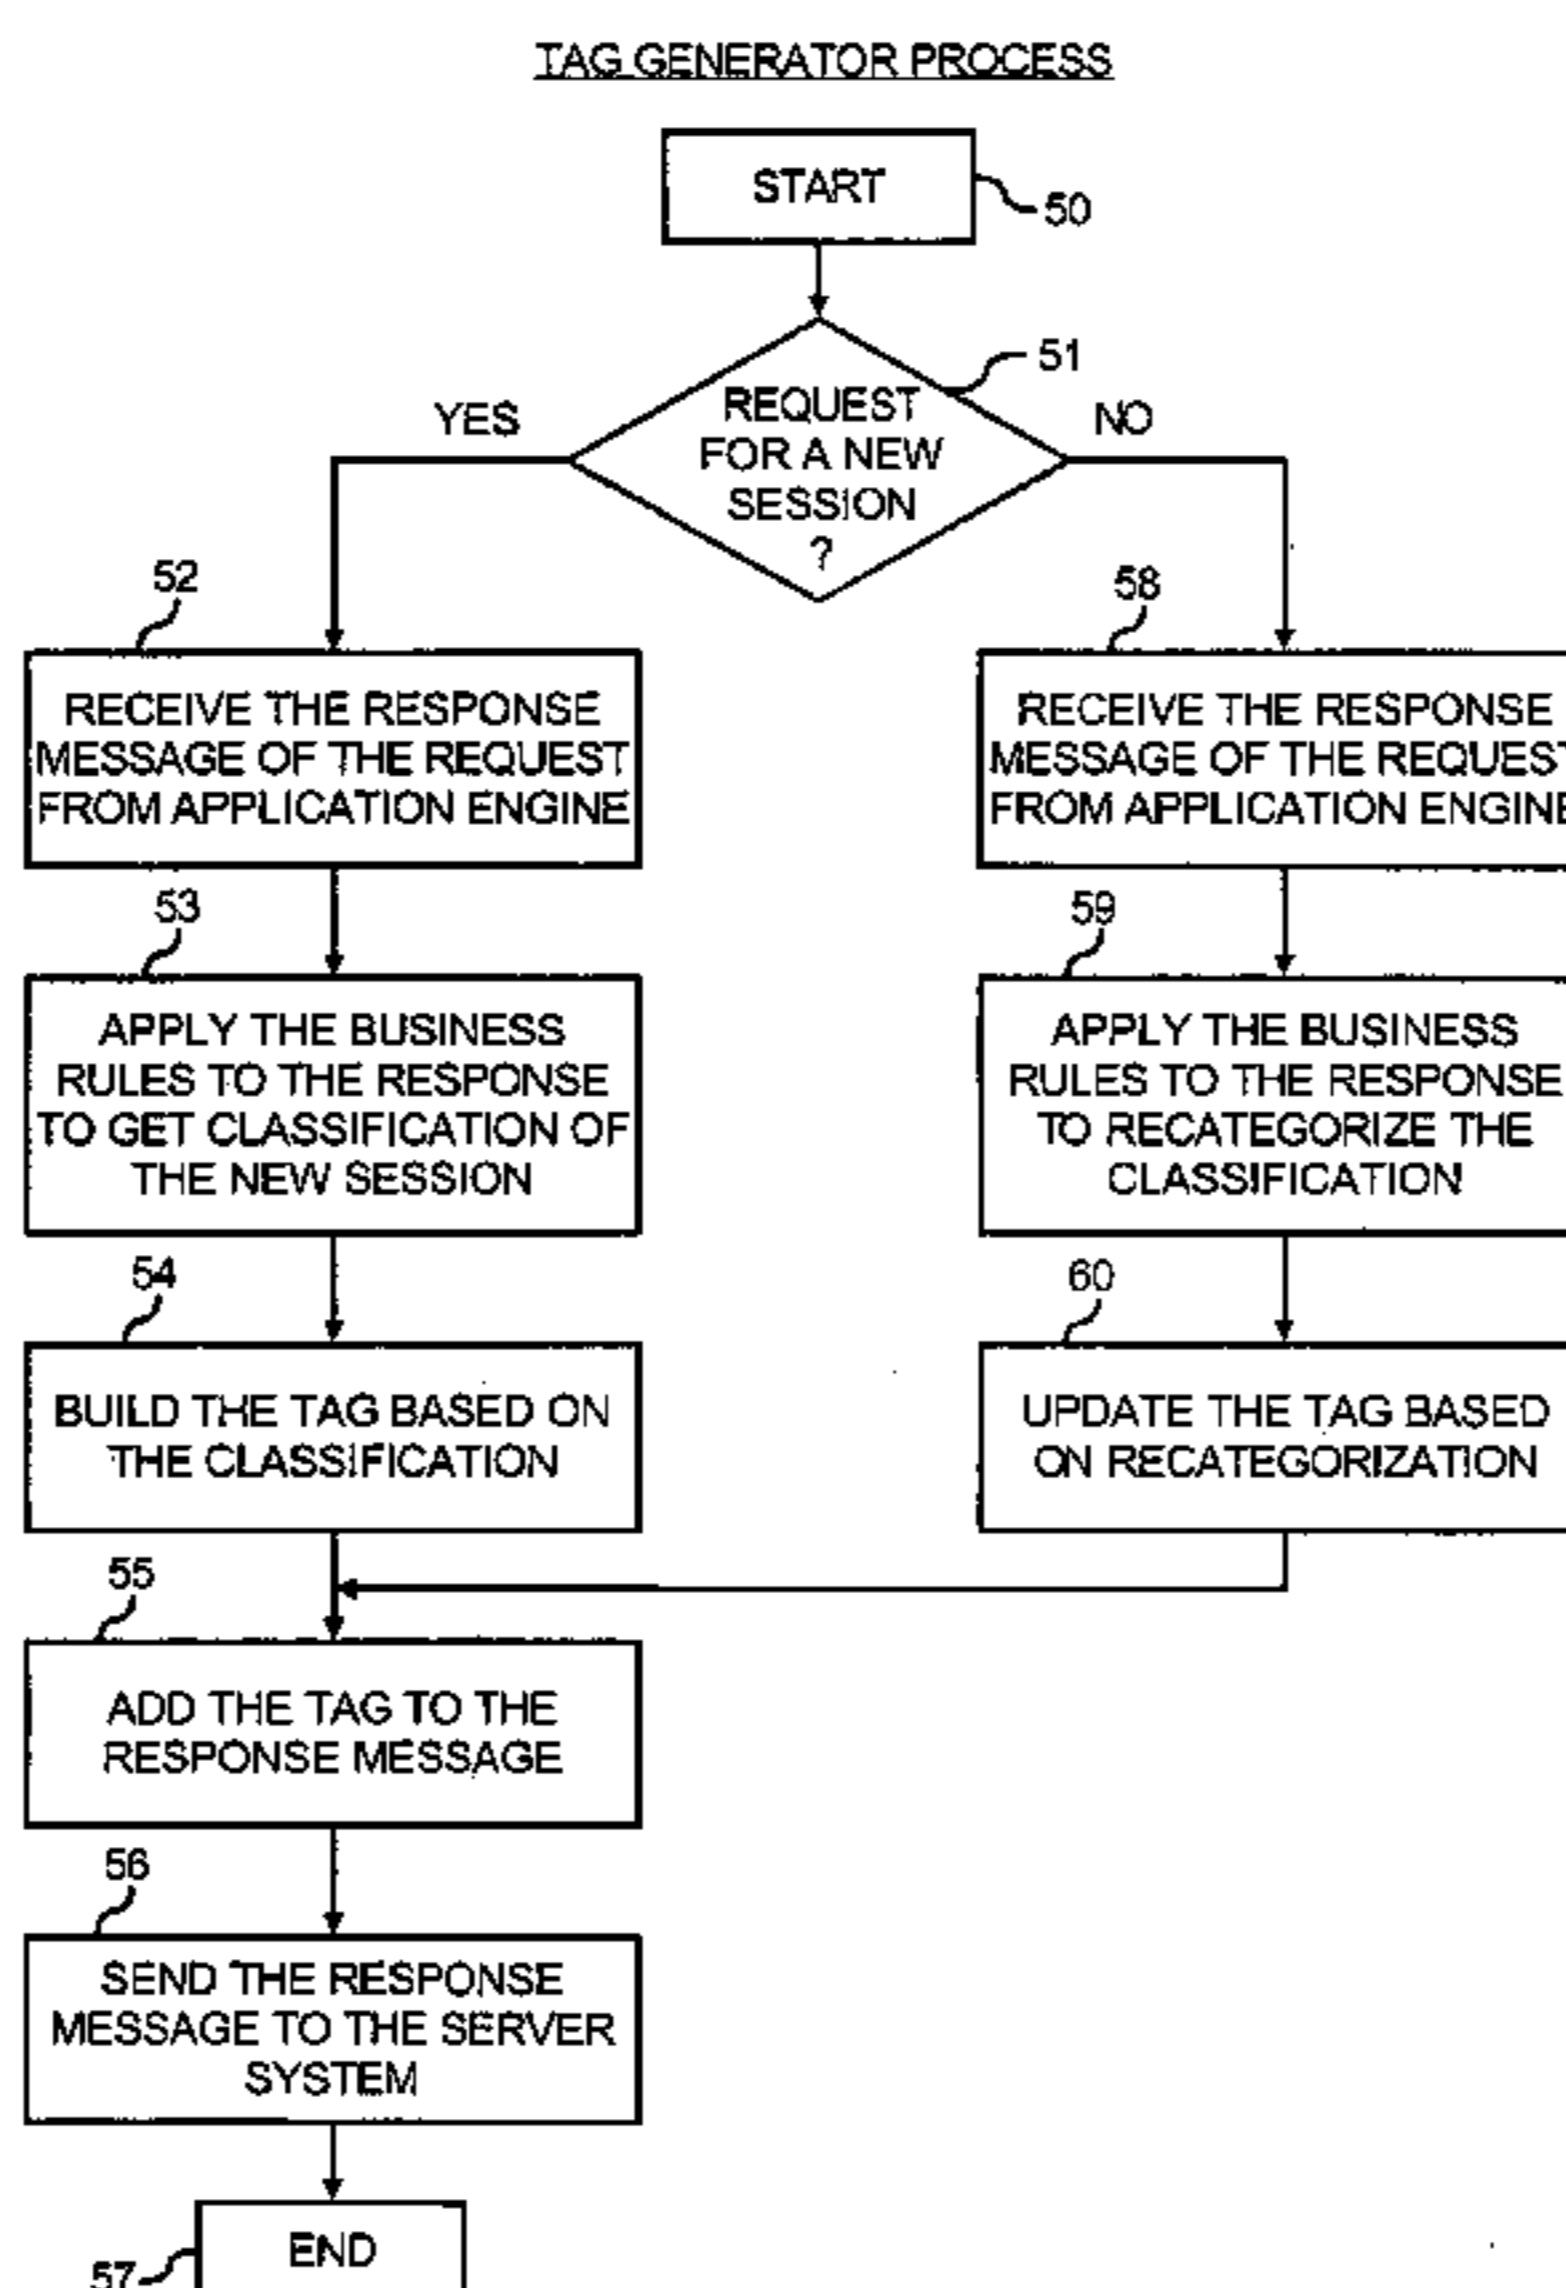 TAG GENERATOR PROCESS
START
50
51
REQUEST
FOR A NEW
SESSION
?
YES
NO
52
RECEIVE THE RESPONSE
MESSAGE OF THE REQUEST
FROM APPLICATION ENGINE
53
APPLY THE BUSINESS
RULES TO THE RESPONSE
TO GET CLASSIFICATION OF
THE NEW SESSION
54
BUILD THE TAG BASED ON
THE CLASSIFICATION
58
RECEIVE THE RESPONSE
MESSAGE OF THE REQUEST
FROM APPLICATION ENGINE
59
APPLY THE BUSINESS
RULES TO THE RESPONSE
TO RECATEGORIZE THE
CLASSIFICATION
60
UPDATE THE TAG BASED
ON RECATEGORIZATION
55
ADD THE TAG TO THE
RESPONSE MESSAGE
56
SEND THE RESPONSE
MESSAGE TO THE SERVER
SYSTEM
END
57